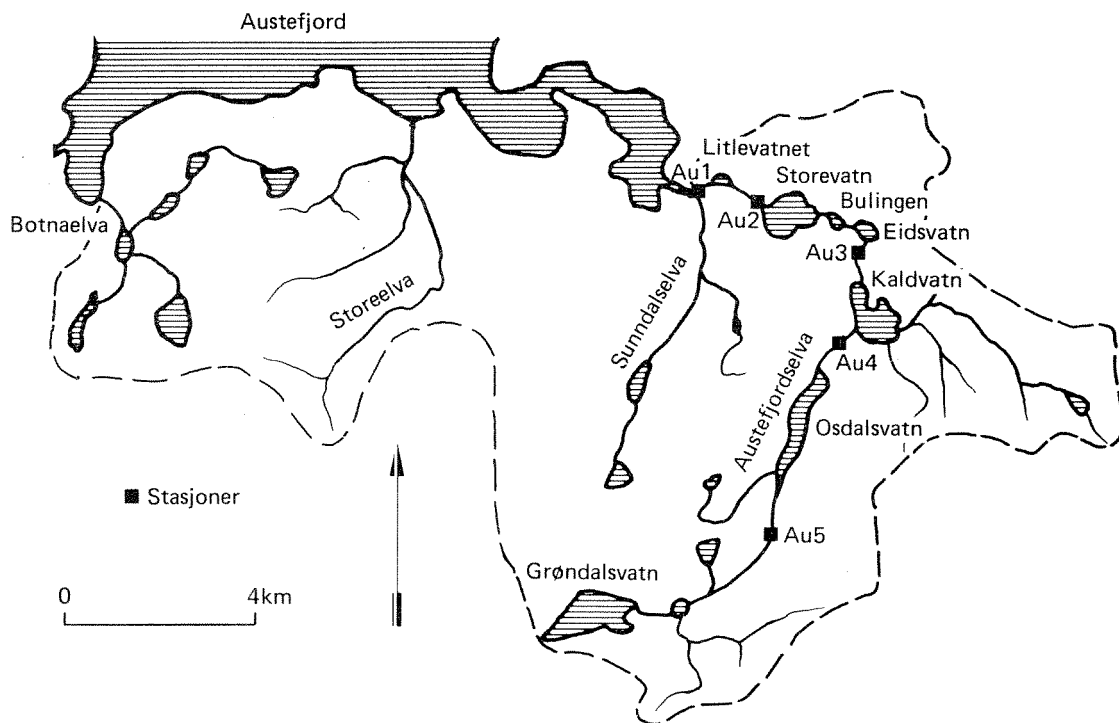 Austefjord
Litlevatnet
Au1
Storevatn
Au2
Bulingen
Eidsvatn
Au3
Botnaelva
Kaldvatn
Storeelva
Sunndalselva
Au4
Austefjordselva
Osdalsvatn
Stasjoner
Au5
Grøndalsvatn
0 4km